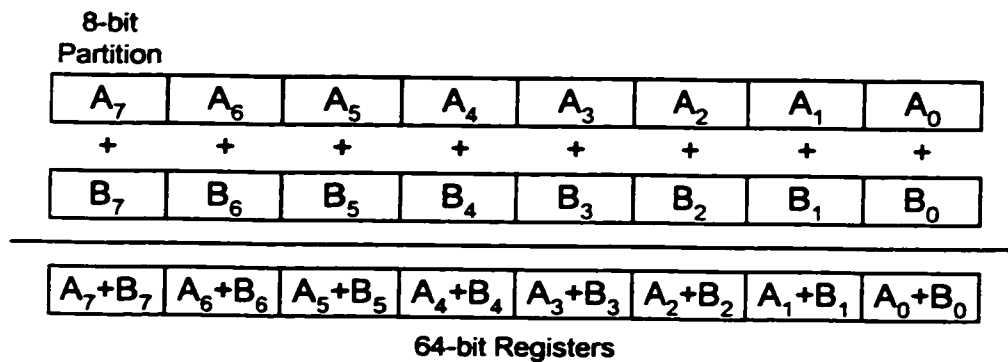 8-bit
Partition
A₇ A₆ A₅ A₄ A₃ A₂ A₁ A₀
+ + + + + + + +
B₇ B₆ B₅ B₄ B₃ B₂ B₁ B₀
A₇+B₇ A₆+B₆ A₅+B₅ A₄+B₄ A₃+B₃ A₂+B₂ A₁+B₁ A₀+B₀
64-bit Registers